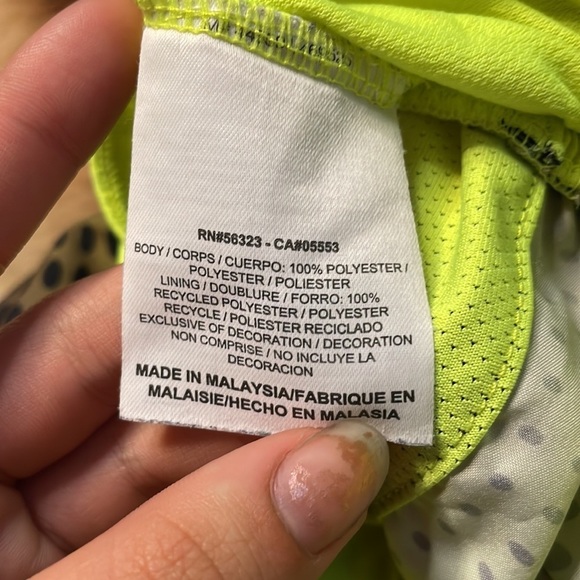 RN#56323 - CA#05553
BODY / CORPS / CUERPO: 100% POLYESTER /
POLYESTER / POLIESTER
LINING / DOUBLURE / FORRO: 100%
RECYCLED POLYESTER / POLYESTER
RECYCLE / POLIESTER RECICLADO
EXCLUSIVE OF DECORATION / DECORATION
NON COMPRISE / NO INCLUYE LA
DECORACION
MADE IN MALAYSIA/FABRIQUE EN
MALAISIE/HECHO EN MALASIA